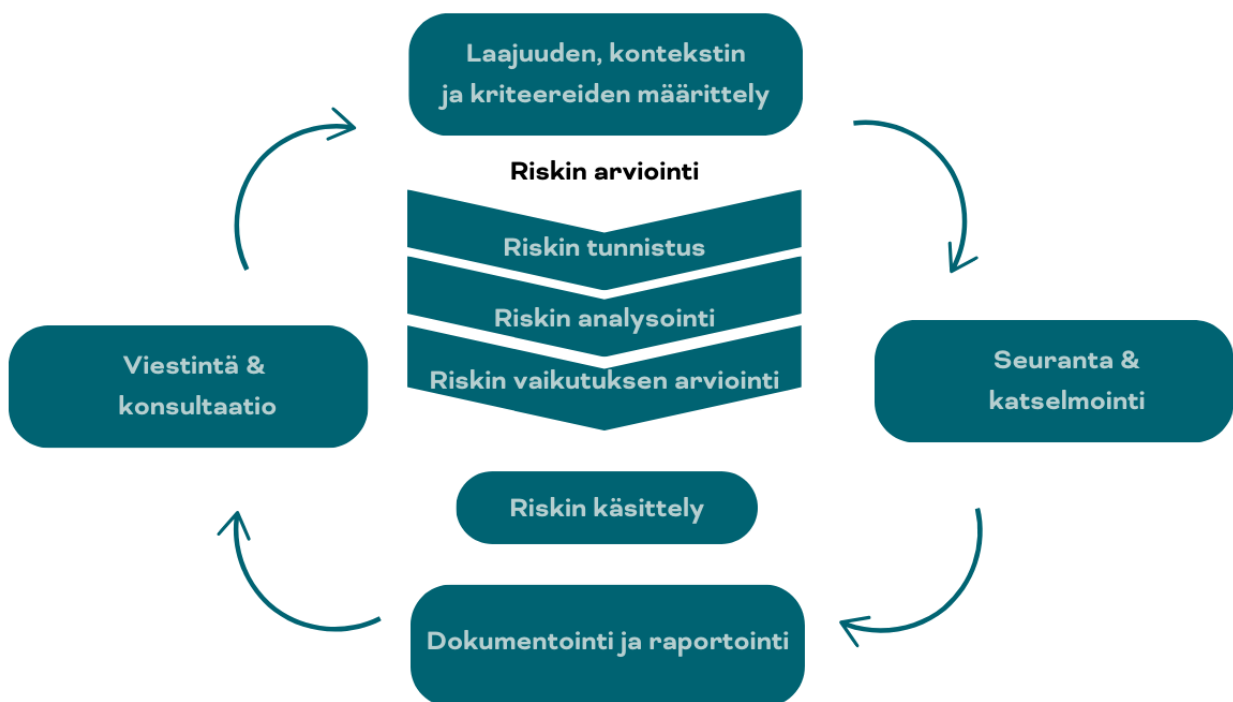 Laajuuden, kontekstin
ja kriteereiden määrittely
Riskin arviointi
Riskin tunnistus
Riskin analysointi
Riskin vaikutuksen arviointi
Viestintä &
konsultaatio
Seuranta &
katselmointi
Riskin käsittely
Dokumentointi ja raportointi